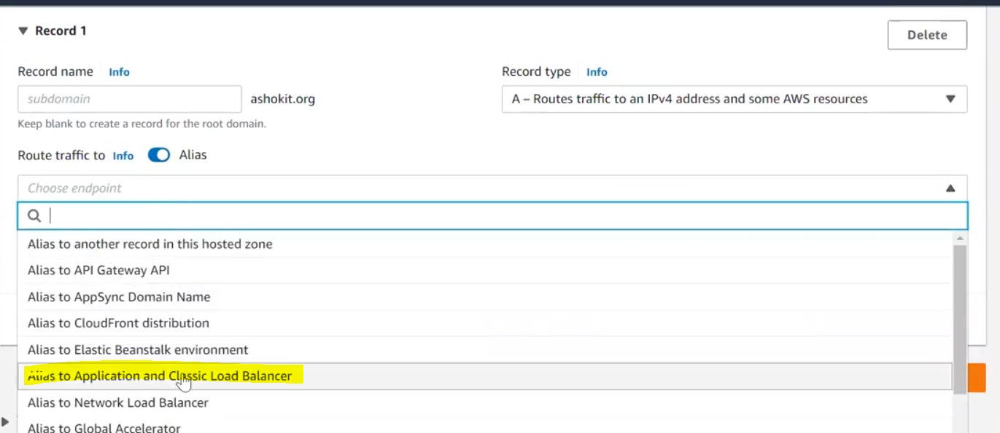 Record 1
Delete
Record name Info
Record type Info
subdomain ashokit.org
A – Routes traffic to an IPv4 address and some AWS resources
Keep blank to create a record for the root domain.
Route traffic to Info Alias
Choose endpoint
Alias to another record in this hosted zone
Alias to API Gateway API
Alias to AppSync Domain Name
Alias to CloudFront distribution
Alias to Elastic Beanstalk environment
Alias to Application and Classic Load Balancer
Alias to Network Load Balancer
Alias to Global Accelerator